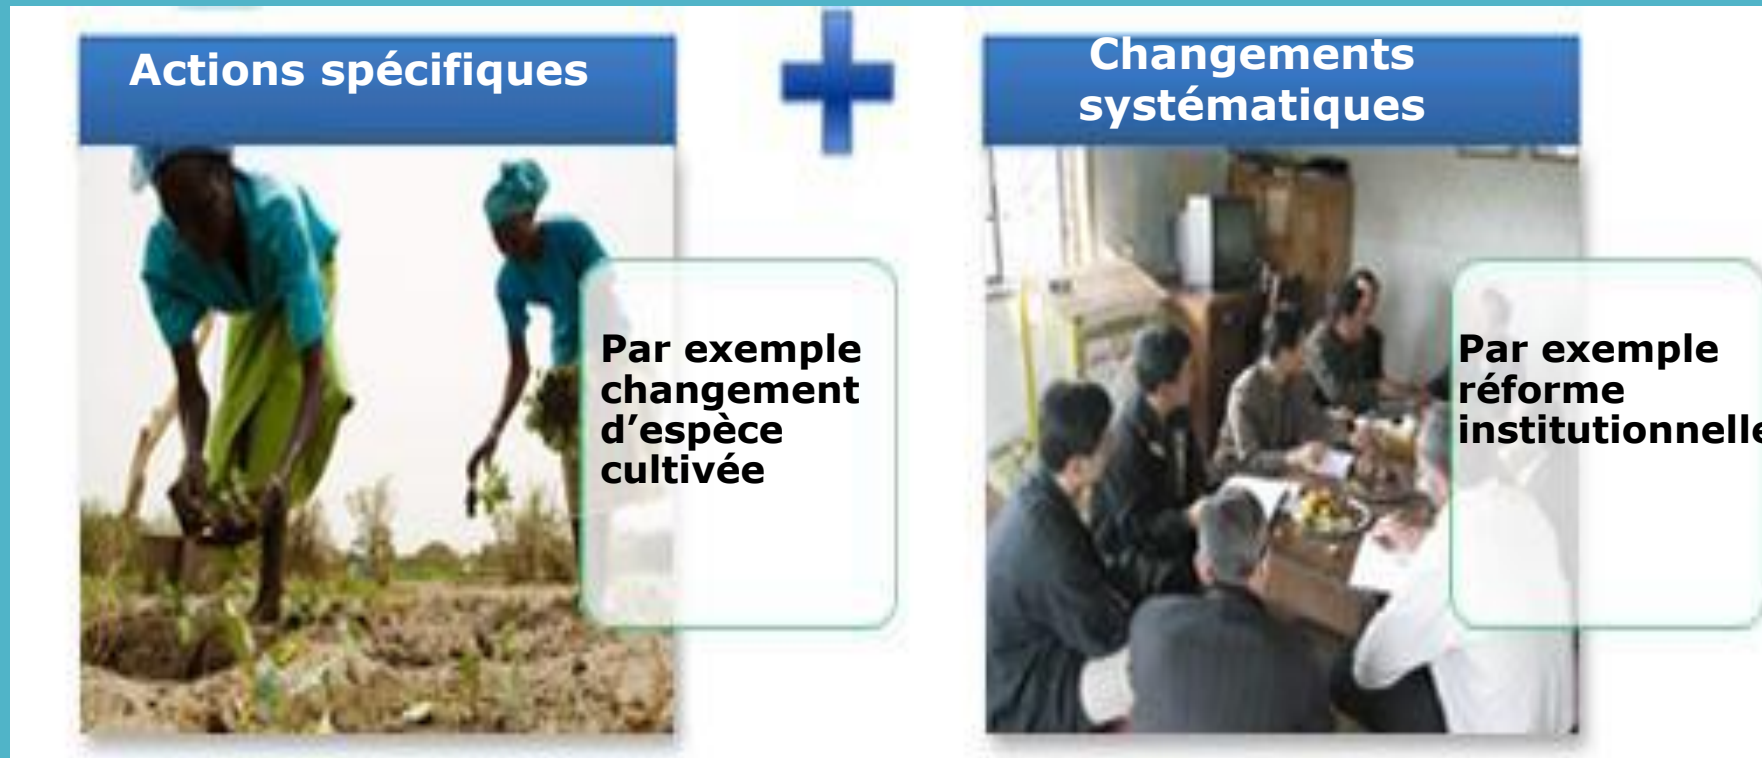 Actions spécifiques
Changements
systématiques
Par exemple
changement
d’espèce
cultivée
Par exemple
réforme
institutionnelle